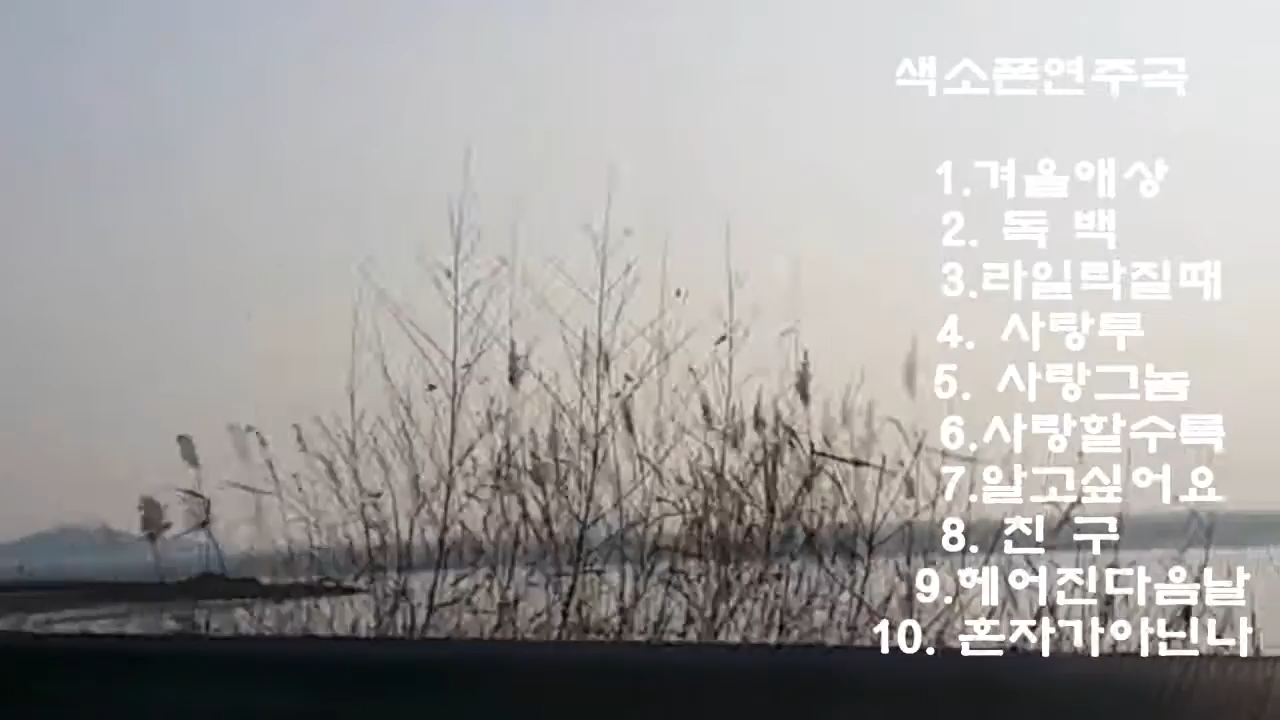 색소폰연주곡
1.겨울애상
2. 독 백
3.라일락질때
4. 사랑투
5. 사랑그놈
6.사랑할수록
7.알고싶어요
8. 친 구
9.헤어진다음날
10. 혼자가아닌나